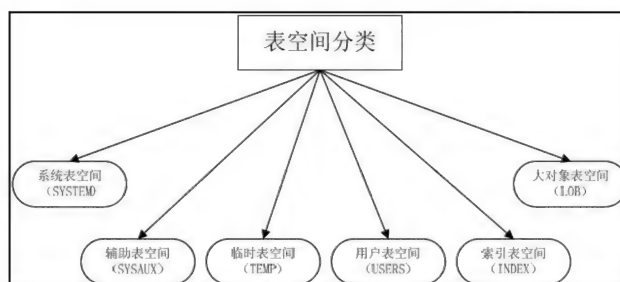 表空间分类
系统表空间
(SYSTEM)
大对象表空间
(LOB)
辅助表空间
(SYSAUX)
临时表空间
(TEMP)
用户表空间
(USERS)
索引表空间
(INDEX)